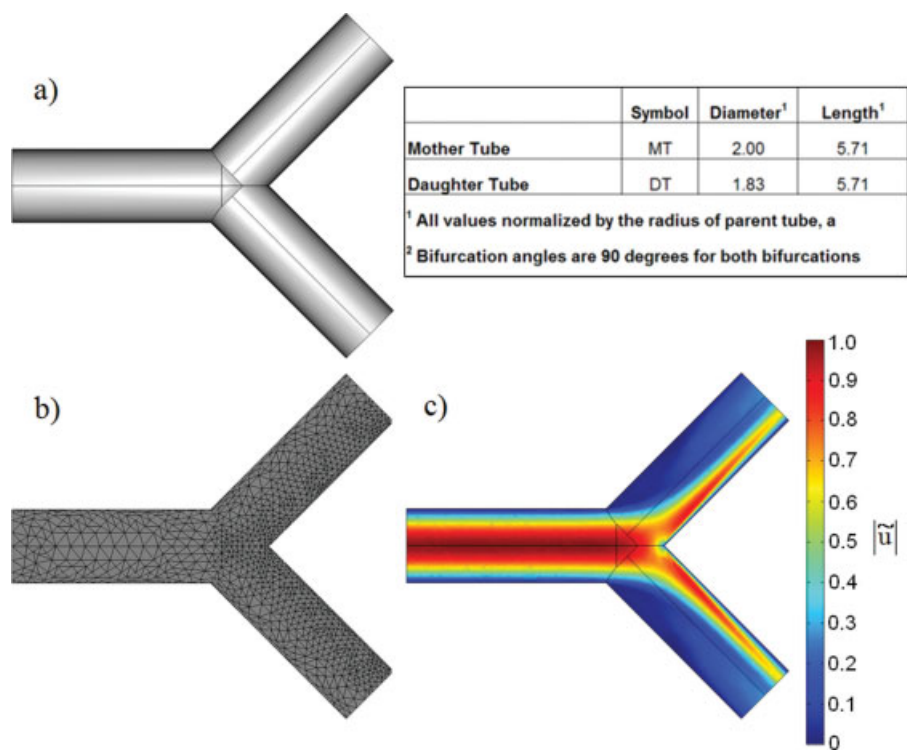 a)
Symbol Diameter¹ Length¹
Mother Tube MT 2.00 5.71
Daughter Tube DT 1.83 5.71
¹ All values normalized by the radius of parent tube, a
² Bifurcation angles are 90 degrees for both bifurcations
b)
c)
1.0
0.9
0.8
0.7
0.6
0.5
0.4
0.3
0.2
0.1
0
|ũ|